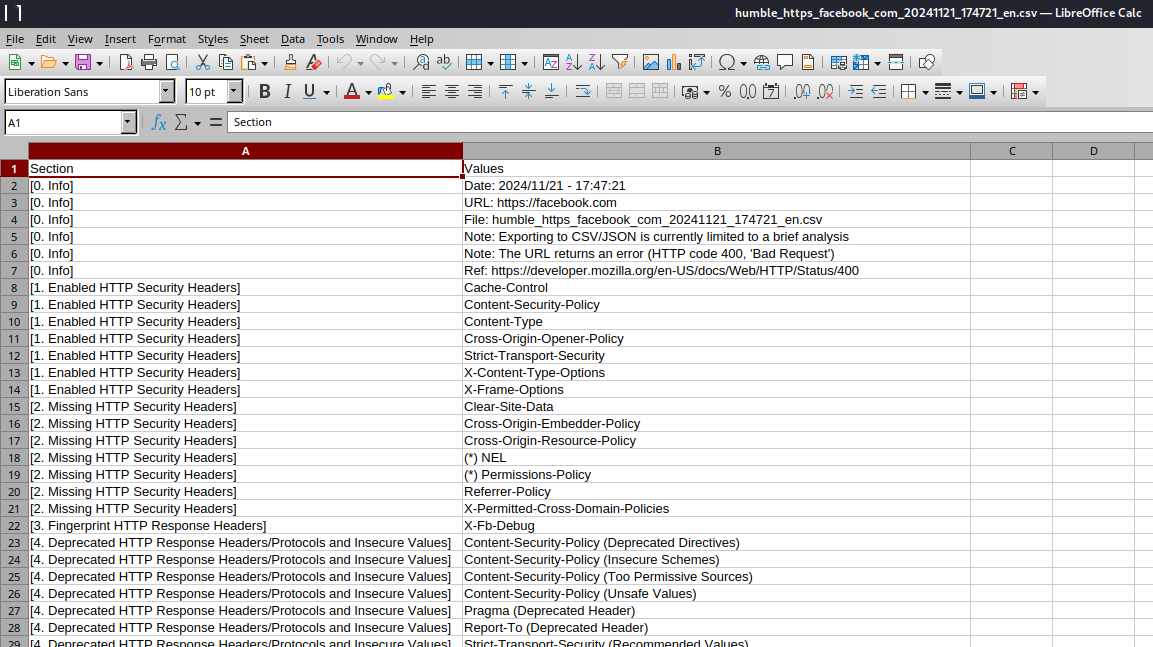 humble_https_facebook_com_20241121_174721_en.csv — LibreOffice Calc
File Edit View Insert Format Styles Sheet Data Tools Window Help
Liberation Sans 10 pt B I U A % 0,0 7 .00 .00
A1 fx Σ = Section
A B C D
1 Section Values
2 [0. Info] Date: 2024/11/21 - 17:47:21
3 [0. Info] URL: https://facebook.com
4 [0. Info] File: humble_https_facebook_com_20241121_174721_en.csv
5 [0. Info] Note: Exporting to CSV/JSON is currently limited to a brief analysis
6 [0. Info] Note: The URL returns an error (HTTP code 400, 'Bad Request')
7 [0. Info] Ref: https://developer.mozilla.org/en-US/docs/Web/HTTP/Status/400
8 [1. Enabled HTTP Security Headers] Cache-Control
9 [1. Enabled HTTP Security Headers] Content-Security-Policy
10 [1. Enabled HTTP Security Headers] Content-Type
11 [1. Enabled HTTP Security Headers] Cross-Origin-Opener-Policy
12 [1. Enabled HTTP Security Headers] Strict-Transport-Security
13 [1. Enabled HTTP Security Headers] X-Content-Type-Options
14 [1. Enabled HTTP Security Headers] X-Frame-Options
15 [2. Missing HTTP Security Headers] Clear-Site-Data
16 [2. Missing HTTP Security Headers] Cross-Origin-Embedder-Policy
17 [2. Missing HTTP Security Headers] Cross-Origin-Resource-Policy
18 [2. Missing HTTP Security Headers] (*) NEL
19 [2. Missing HTTP Security Headers] (*) Permissions-Policy
20 [2. Missing HTTP Security Headers] Referrer-Policy
21 [2. Missing HTTP Security Headers] X-Permitted-Cross-Domain-Policies
22 [3. Fingerprint HTTP Response Headers] X-Fb-Debug
23 [4. Deprecated HTTP Response Headers/Protocols and Insecure Values] Content-Security-Policy (Deprecated Directives)
24 [4. Deprecated HTTP Response Headers/Protocols and Insecure Values] Content-Security-Policy (Insecure Schemes)
25 [4. Deprecated HTTP Response Headers/Protocols and Insecure Values] Content-Security-Policy (Too Permissive Sources)
26 [4. Deprecated HTTP Response Headers/Protocols and Insecure Values] Content-Security-Policy (Unsafe Values)
27 [4. Deprecated HTTP Response Headers/Protocols and Insecure Values] Pragma (Deprecated Header)
28 [4. Deprecated HTTP Response Headers/Protocols and Insecure Values] Report-To (Deprecated Header)
29 [4. Deprecated HTTP Response Headers/Protocols and Insecure Values] Strict-Transport-Security (Recommended Values)